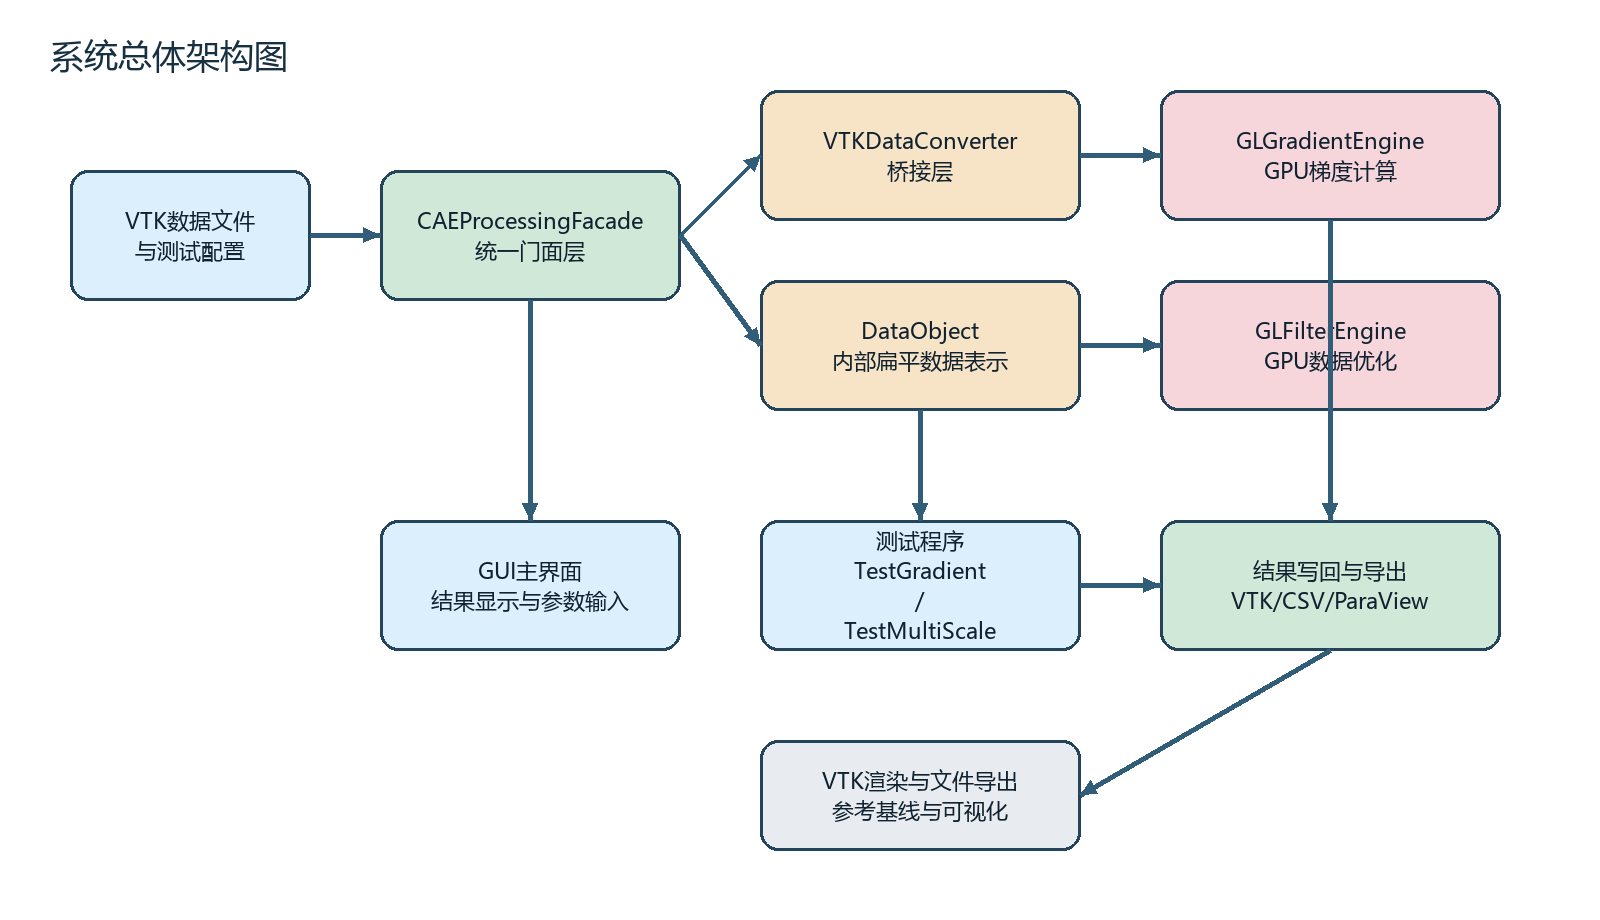 系统总体架构图
VTK数据文件
与测试配置
CAEProcessingFacade
统一门面层
VTKDataConverter
桥接层
GLGradientEngine
GPU梯度计算
DataObject
内部扁平数据表示
GLFilterEngine
GPU数据优化
GUI主界面
结果显示与参数输入
测试程序
TestGradient
/
TestMultiScale
结果写回与导出
VTK/CSV/ParaView
VTK渲染与文件导出
参考基线与可视化